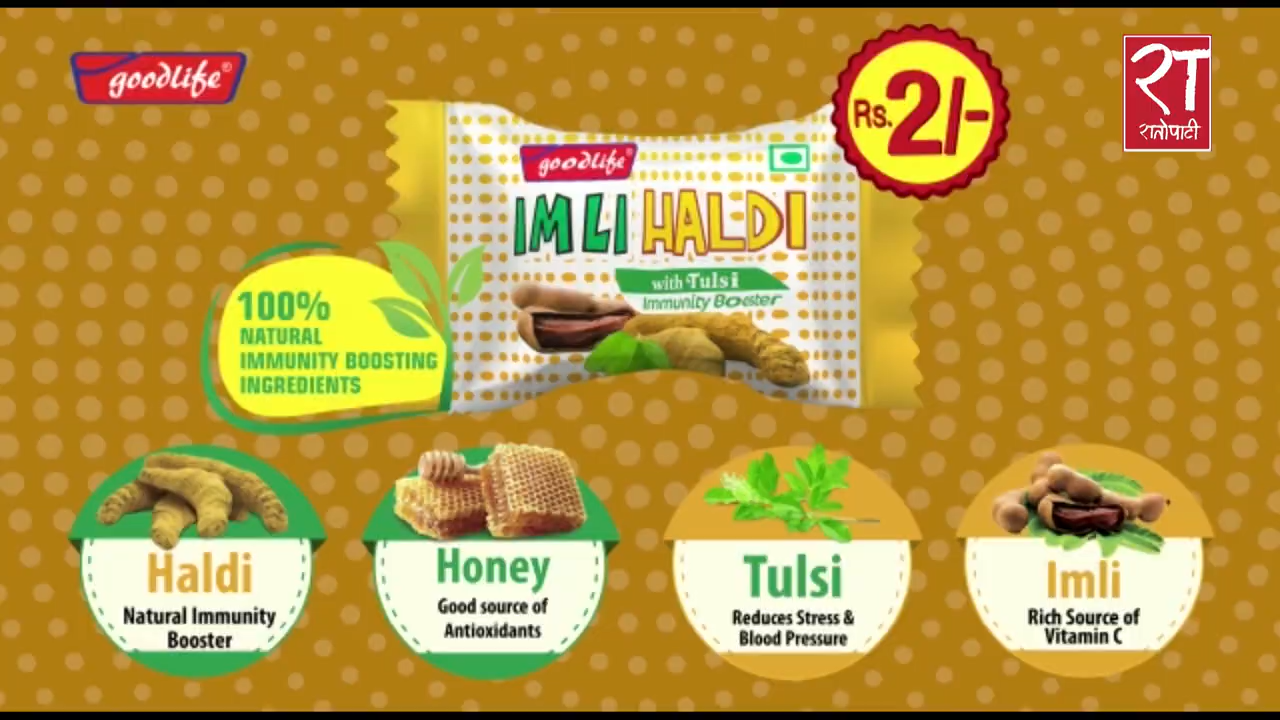 goodlife®
Rs. 2/-
रा
रातोपाटी
goodlife®
IMLI HALDI
with Tulsi
Immunity Booster
100%
NATURAL
IMMUNITY BOOSTING
INGREDIENTS
Haldi
Natural Immunity
Booster
Honey
Good source of
Antioxidants
Tulsi
Reduces Stress &
Blood Pressure
Imli
Rich Source of
Vitamin C